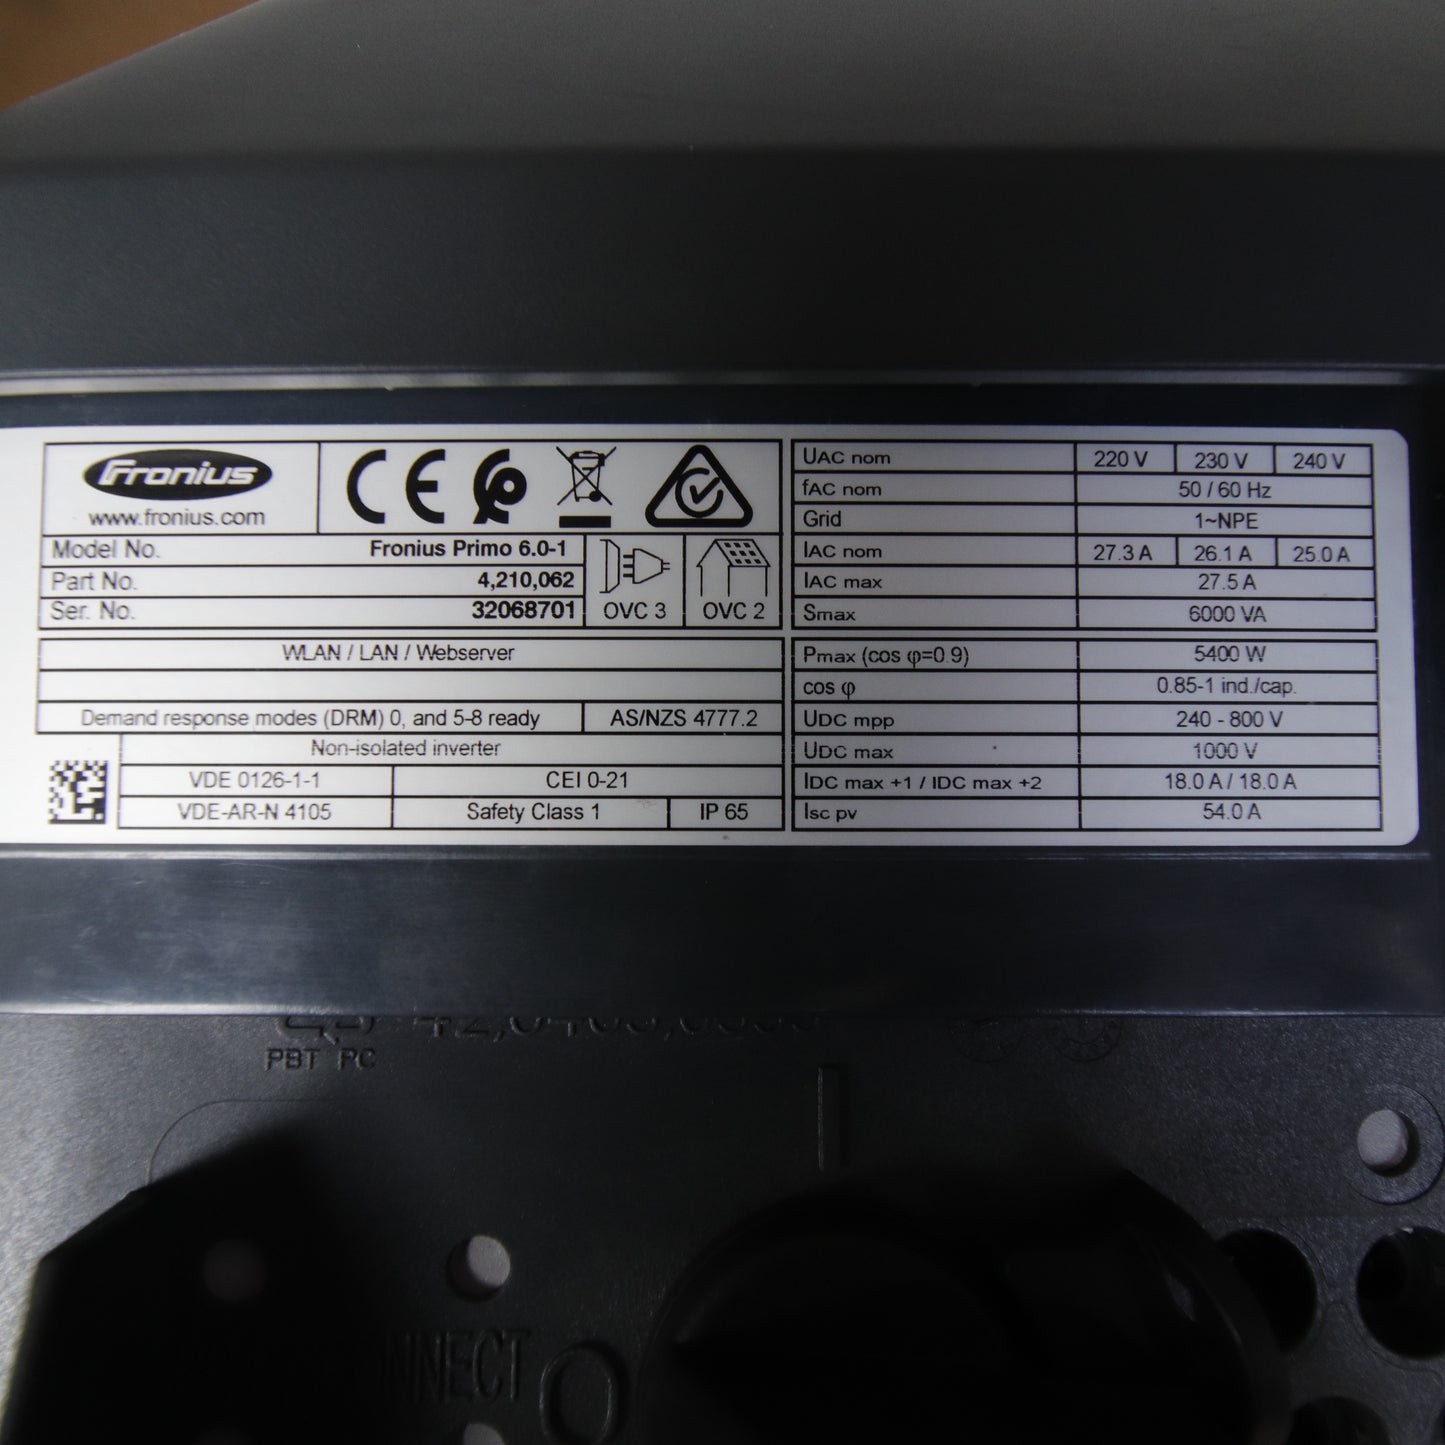 Fronius
www.fronius.com
CE
Model No. Fronius Primo 6.0-1
Part No. 4,210,062
Ser. No. 32068701
OVC 3 OVC 2
WLAN / LAN / Webserver
Demand response modes (DRM) 0, and 5-8 ready AS/NZS 4777.2
Non-isolated inverter
VDE 0126-1-1 CEI 0-21
VDE-AR-N 4105 Safety Class 1 IP 65
UAC nom 220 V 230 V 240 V
fAC nom 50 / 60 Hz
Grid 1~NPE
IAC nom 27.3 A 26.1 A 25.0 A
IAC max 27.5 A
Smax 6000 VA
Pmax (cos φ=0.9) 5400 W
cos φ 0.85-1 ind./cap.
UDC mpp 240 - 800 V
UDC max 1000 V
IDC max +1 / IDC max +2 18.0 A / 18.0 A
Isc pv 54.0 A
PBT PC